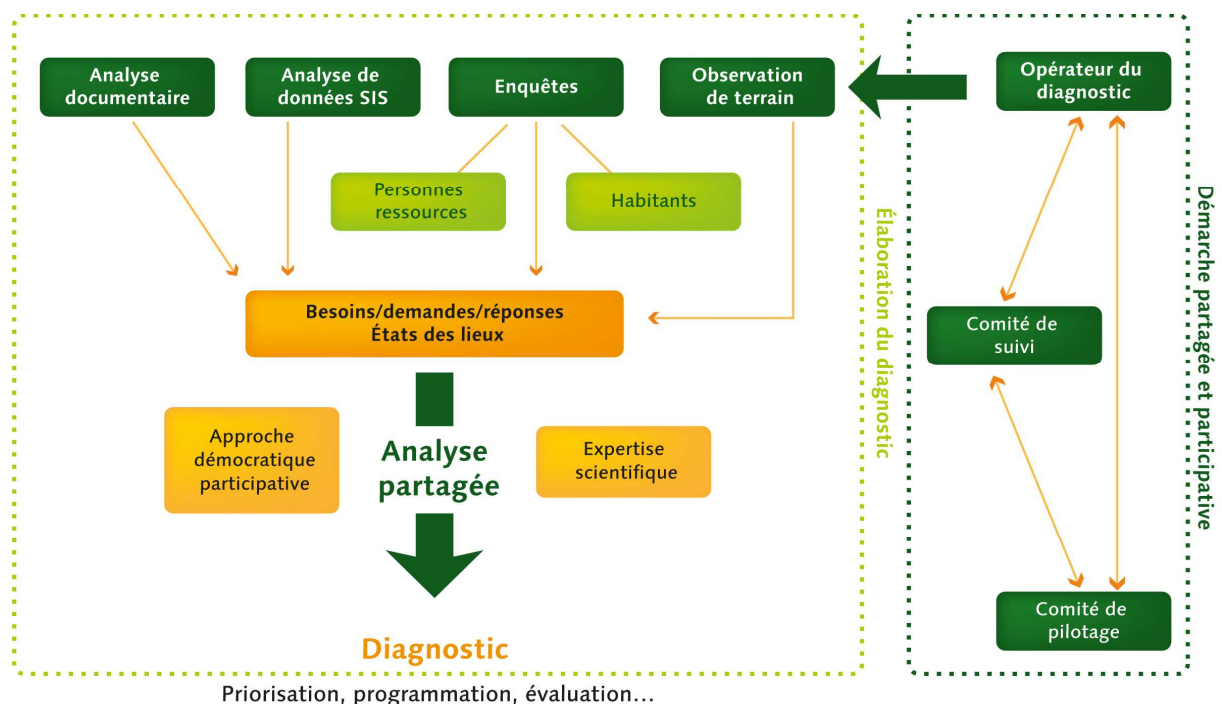 Analyse
documentaire
Analyse de
données SIS
Enquêtes
Observation
de terrain
Opérateur du
diagnostic
Personnes
ressources
Habitants
Besoins/demandes/réponses
États des lieux
Comité de
suivi
Approche
démocratique
participative
Analyse
partagée
Expertise
scientifique
Comité de
pilotage
Diagnostic
Élaboration du diagnostic
Démarche partagée et participative
Priorisation, programmation, évaluation…